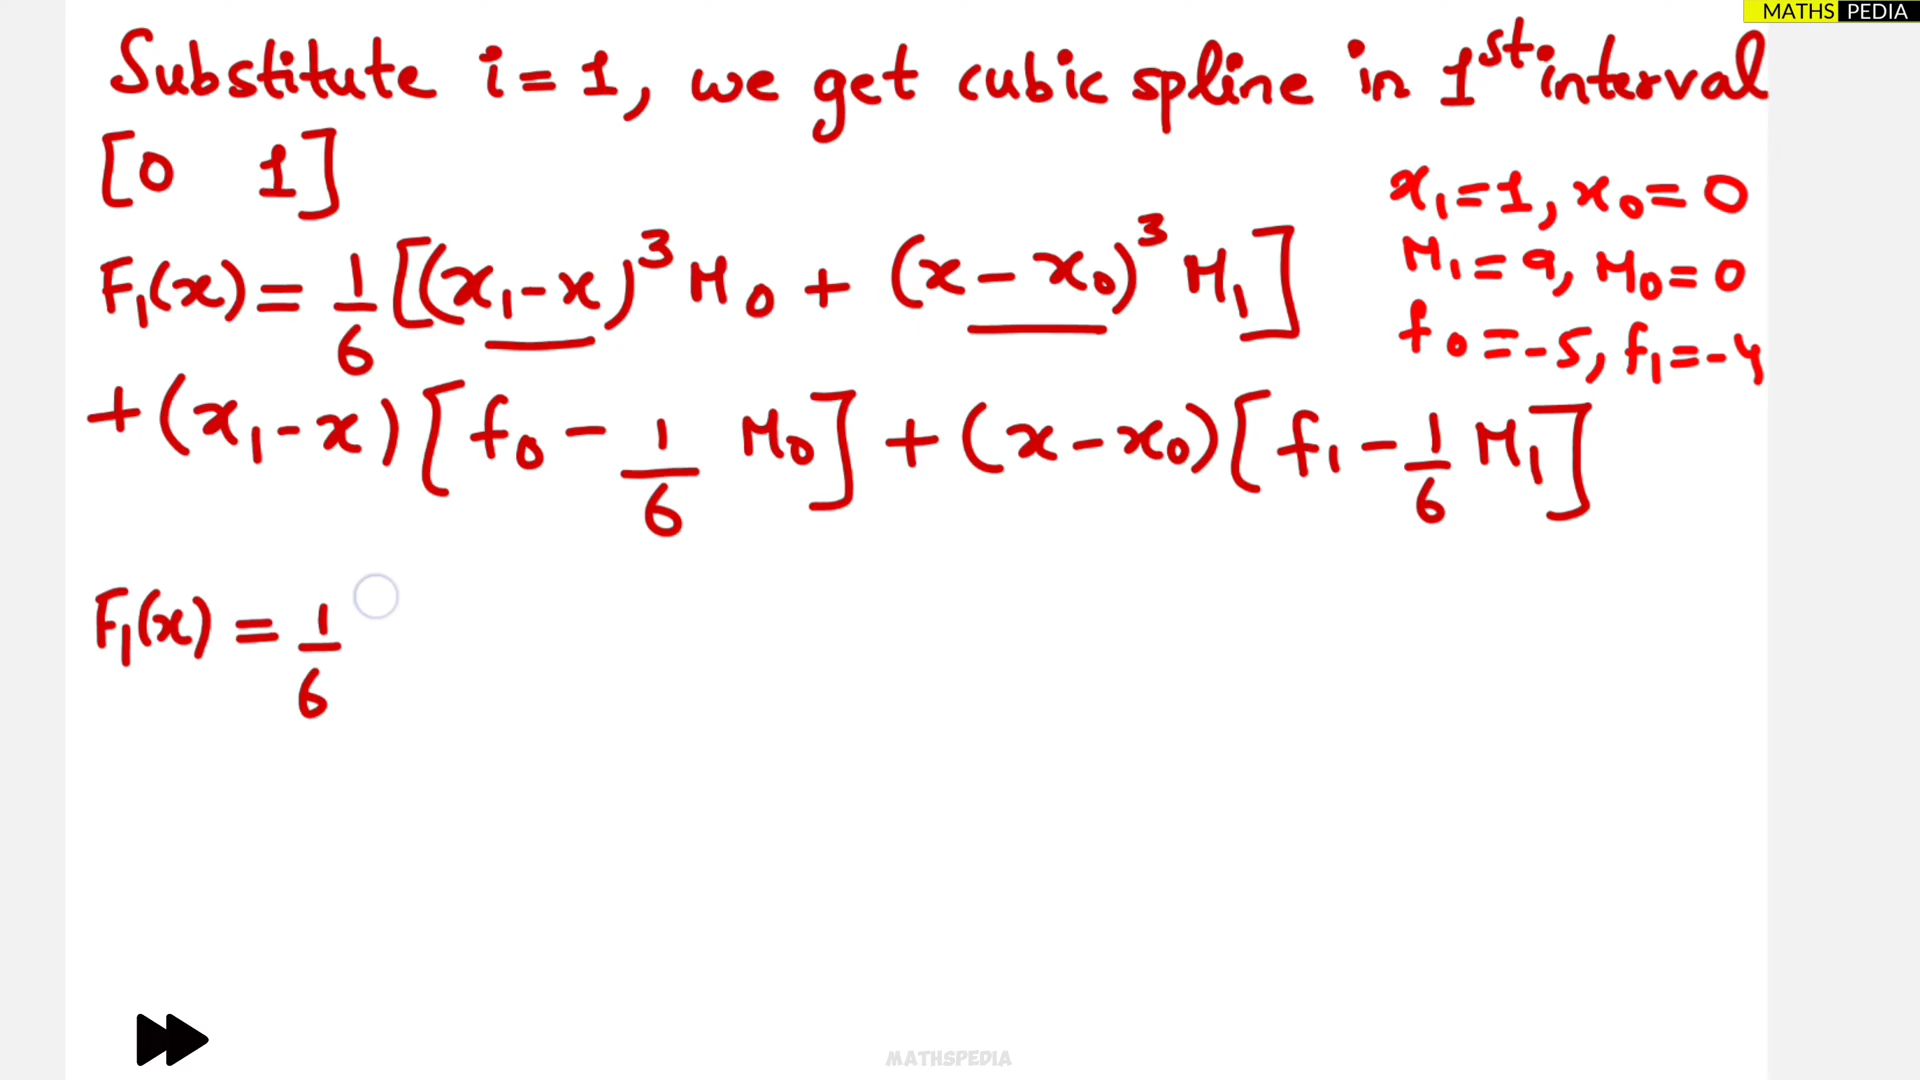 MATHS PEDIA
Substitute i = 1, we get cubic spline in 1st interval
[0 1]
x₁ = 1, x₀ = 0
M₁ = 9, M₀ = 0
f₀ = -5, f₁ = -4
F₁(x) = 1/6 [(x₁ - x)³ M₀ + (x - x₀)³ M₁]
+ (x₁ - x) [f₀ - 1/6 M₀] + (x - x₀) [f₁ - 1/6 M₁]
F₁(x) = 1/6
MATHSPEDIA